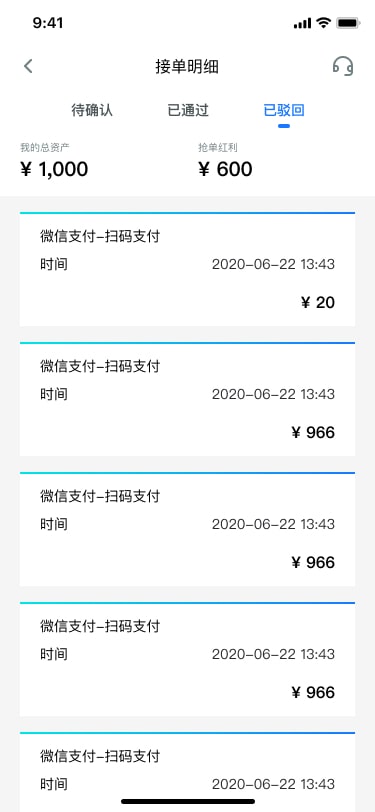 9:41
接单明细
待确认 已通过 已驳回
我的总资产 抢单红利
¥ 1,000 ¥ 600
微信支付-扫码支付
时间 2020-06-22 13:43
¥ 20
微信支付-扫码支付
时间 2020-06-22 13:43
¥ 966
微信支付-扫码支付
时间 2020-06-22 13:43
¥ 966
微信支付-扫码支付
时间 2020-06-22 13:43
¥ 966
微信支付-扫码支付
时间 2020-06-22 13:43